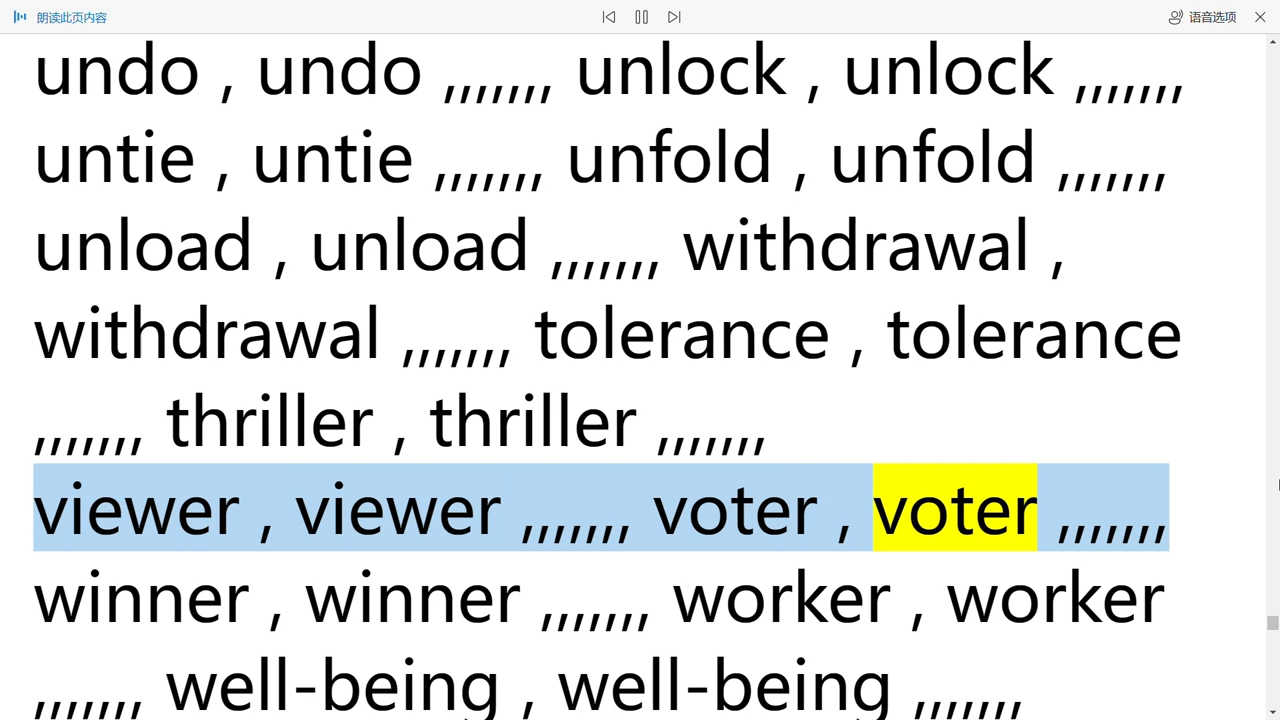 朗读此页内容
语音选项
undo , undo ,,,,,,, unlock , unlock ,,,,,,,
untie , untie ,,,,,,, unfold , unfold ,,,,,,,
unload , unload ,,,,,,, withdrawal ,
withdrawal ,,,,,,, tolerance , tolerance
,,,,,,, thriller , thriller ,,,,,,,
viewer , viewer ,,,,,,, voter , voter ,,,,,,,
winner , winner ,,,,,,, worker , worker
,,,,,,, well-being , well-being ,,,,,,,